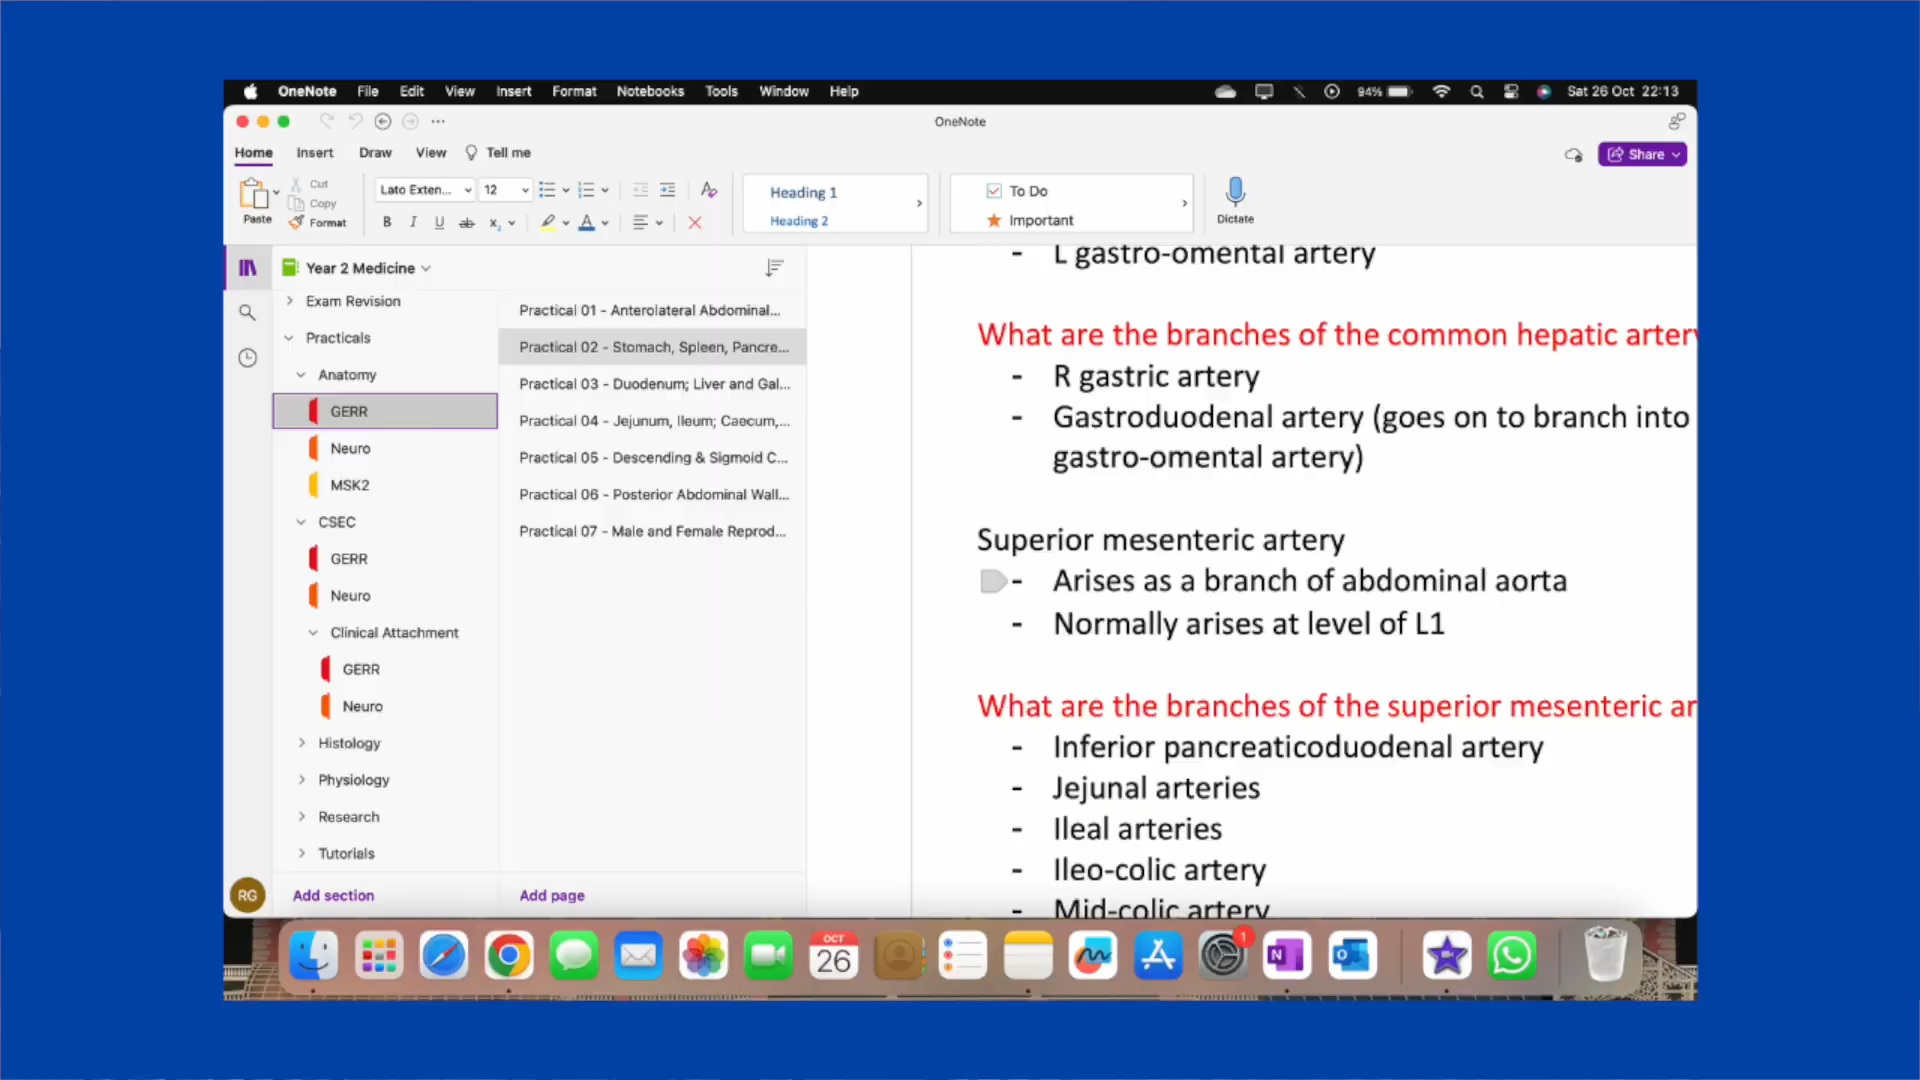 OneNote File Edit View Insert Format Notebooks Tools Window Help 94% Sat 26 Oct 22:13
OneNote
Home Insert Draw View Tell me Share
Paste Cut Copy Format
Lato Exten... 12
B I U ab x2 A
Heading 1
Heading 2
To Do
Important
Dictate
Year 2 Medicine
Exam Revision
Practicals
Anatomy
GERR
Neuro
MSK2
CSEC
GERR
Neuro
Clinical Attachment
GERR
Neuro
Histology
Physiology
Research
Tutorials
Add section
RG
Practical 01 - Anterolateral Abdominal...
Practical 02 - Stomach, Spleen, Pancre...
Practical 03 - Duodenum; Liver and Gal...
Practical 04 - Jejunum, Ileum; Caecum,...
Practical 05 - Descending & Sigmoid C...
Practical 06 - Posterior Abdominal Wall...
Practical 07 - Male and Female Reprod...
Add page
- L gastro-omental artery
What are the branches of the common hepatic artery
- R gastric artery
- Gastroduodenal artery (goes on to branch into
gastro-omental artery)
Superior mesenteric artery
- Arises as a branch of abdominal aorta
- Normally arises at level of L1
What are the branches of the superior mesenteric ar
- Inferior pancreaticoduodenal artery
- Jejunal arteries
- Ileal arteries
- Ileo-colic artery
- Mid-colic artery
OCT
26
1
N
O